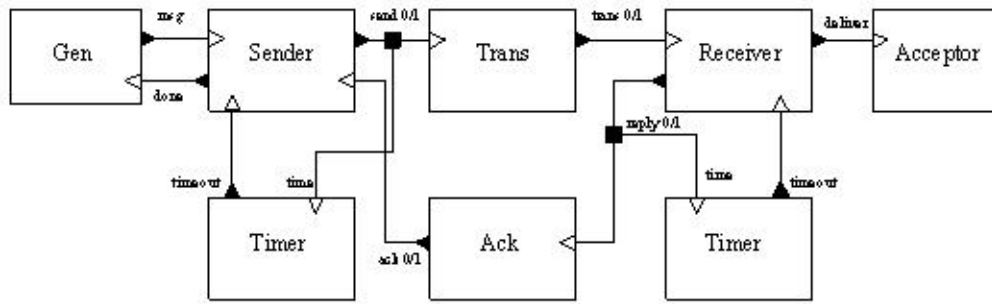 msg
send 0/1
trans 0/1
deliver
Gen
Sender
Trans
Receiver
Acceptor
done
reply 0/1
timeout
time
time
timeout
Timer
Ack
Timer
ack 0/1